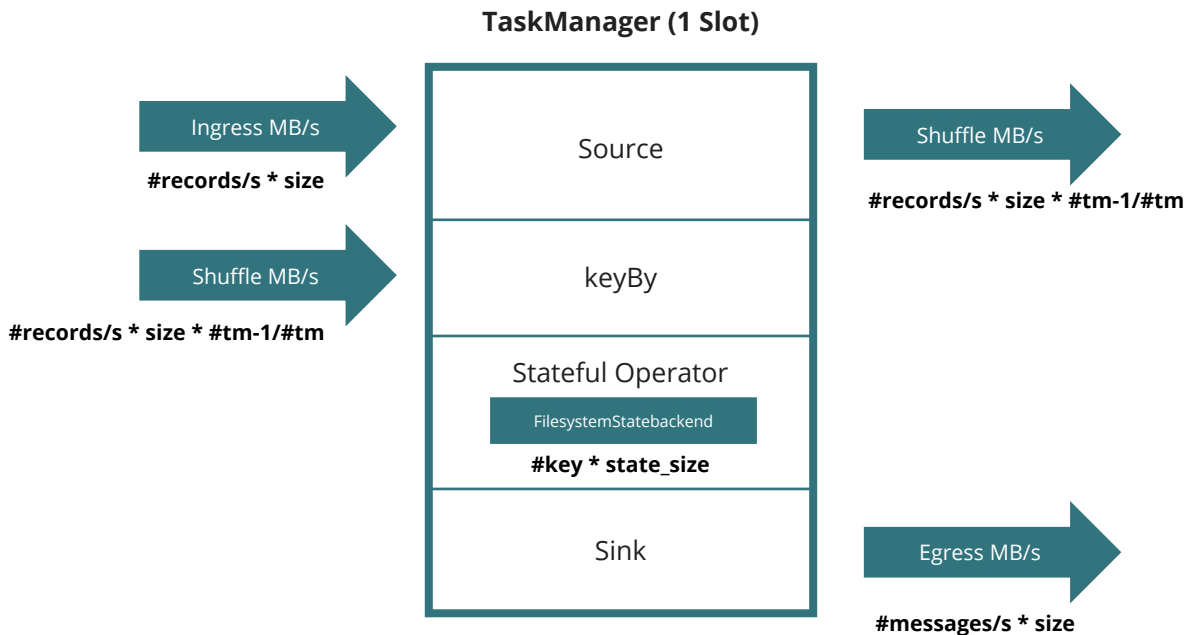 TaskManager (1 Slot)
Ingress MB/s
#records/s * size
Source
Shuffle MB/s
#records/s * size * #tm-1/#tm
Shuffle MB/s
#records/s * size * #tm-1/#tm
keyBy
Stateful Operator
FilesystemStatebackend
#key * state_size
Sink
Egress MB/s
#messages/s * size